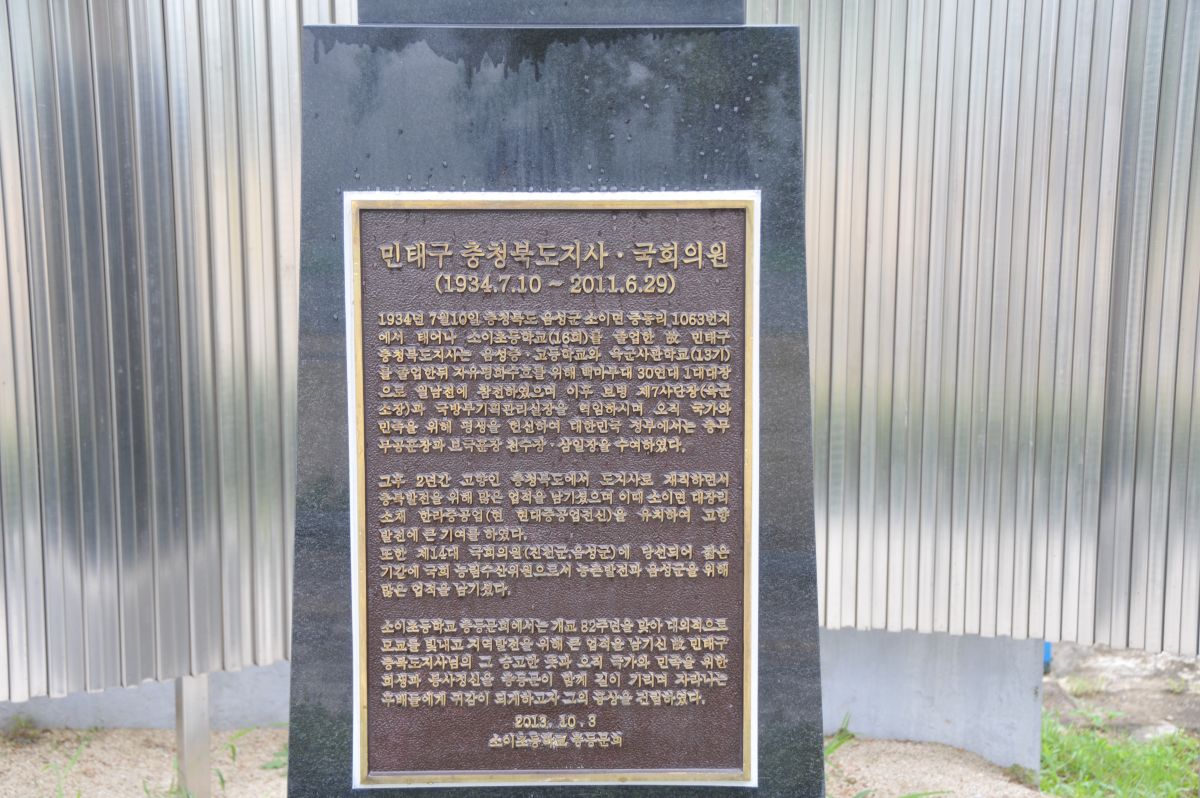 민태구 충청북도지사·국회의원
(1934.7.10 ~ 2011.6.29)
1934년 7월10일 충청북도 음성군 소이면 중동리 1063번지
에서 태어나 소이초등학교(16회)를 졸업한 故 민태구
충청북도지사는 음성중·고등학교와 육군사관학교(13기)
를 졸업한뒤 자유평화수호를 위해 백마부대 30연대 1대대장
으로 월남전에 참전하였으며 이후 보병 제7사단장(육군
소장)과 국방부기획관리실장을 역임하시며 오직 국가와
민족을 위해 평생을 헌신하여 대한민국 정부에서는 충무
무공훈장과 보국훈장 천수장·삼일장을 수여하였다.
그후 2년간 고향인 충청북도에서 도지사로 재직하면서
충북발전을 위해 많은 업적을 남기셨으며 이때 소이면 대장리
소재 한라중공업(현 현대중공업전신)을 유치하여 고향
발전에 큰 기여를 하였다.
또한 제14대 국회의원(진천군,음성군)에 당선되어 짧은
기간에 국회 농림수산위원으로서 농촌발전과 음성군을 위해
많은 업적을 남기셨다.
소이초등학교 총동문회에서는 개교 82주년을 맞아 대외적으로
모교를 빛내고 지역발전을 위해 큰 업적을 남기신 故 민태구
충북도지사님의 그 숭고한 뜻과 오직 국가와 민족을 위한
희생과 봉사정신을 총동문이 함께 길이 기리며 자라나는
후배들에게 귀감이 되게하고자 그의 동상을 건립하였다.
2013. 10. 3
소이초등학교 총동문회